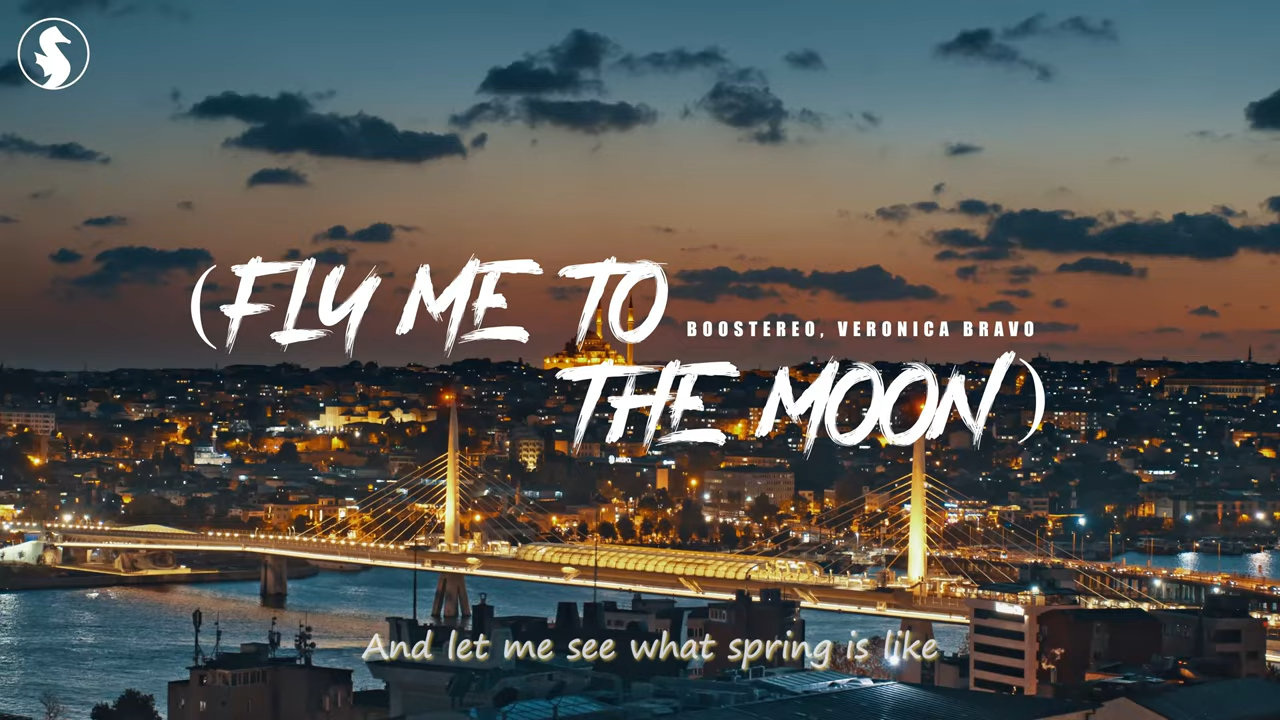 (FLY ME TO
BOOSTEREO, VERONICA BRAVO
THE MOON)
And let me see what spring is like